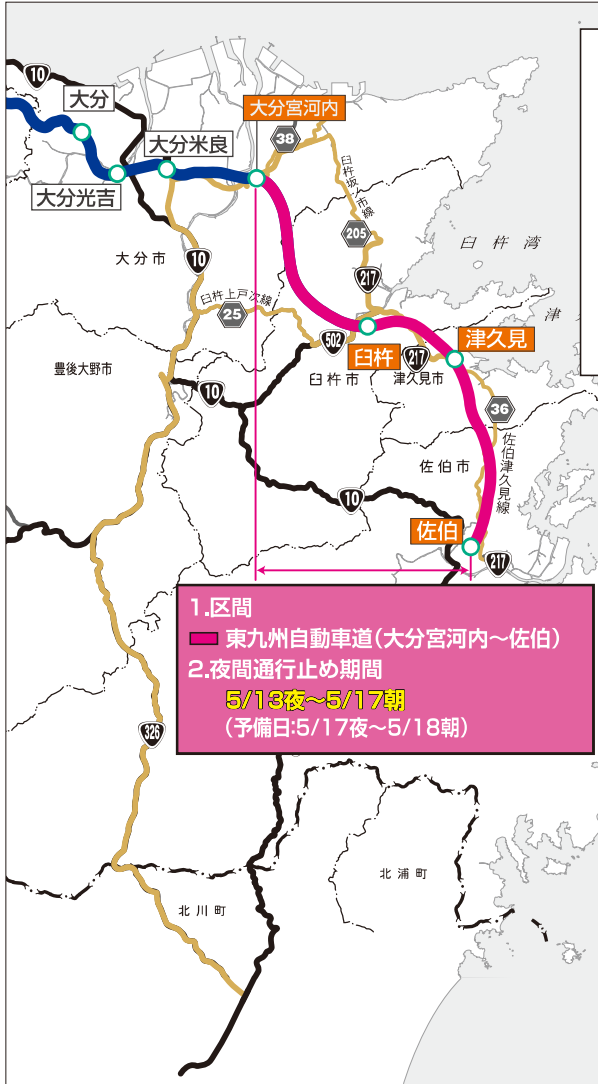 10
大分
大分宮河内
38
大分米良
臼杵坂ノ市線
大分光吉
205
臼杵湾
大分市
10
217
臼杵上戸次線
25
津
502
津久見
臼杵
217
豊後大野市
臼杵市
津久見市
10
36
佐伯市
佐伯津久見線
10
佐伯
217
1.区間
東九州自動車道(大分宮河内～佐伯)
2.夜間通行止め期間
5/13夜～5/17朝
(予備日:5/17夜～5/18朝)
326
北浦町
北川町